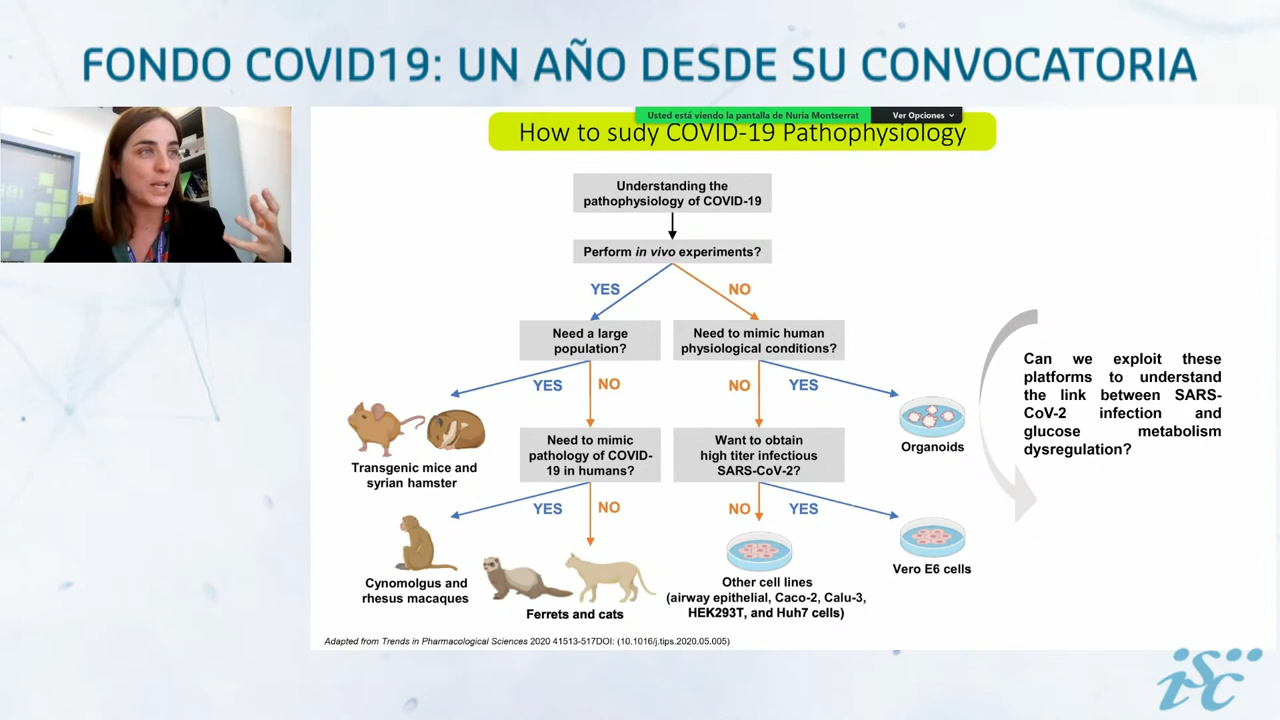 FONDO COVID19: UN AÑO DESDE SU CONVOCATORIA
Usted está viendo la pantalla de Nuria Montserrat
Ver Opciones
How to sudy COVID-19 Pathophysiology
Understanding the
pathophysiology of COVID-19
Perform in vivo experiments?
YES
NO
Need a large
population?
Need to mimic human
physiological conditions?
YES
NO
NO
YES
Transgenic mice and
syrian hamster
Need to mimic
pathology of COVID-
19 in humans?
Want to obtain
high titer infectious
SARS-CoV-2?
Organoids
YES
NO
NO
YES
Cynomolgus and
rhesus macaques
Ferrets and cats
Other cell lines
(airway epithelial, Caco-2, Calu-3,
HEK293T, and Huh7 cells)
Vero E6 cells
Can we exploit these
platforms to understand
the link between SARS-
CoV-2 infection and
glucose metabolism
dysregulation?
Adapted from Trends in Pharmacological Sciences 2020 41513-517DOI: (10.1016/j.tips.2020.05.005)
isc